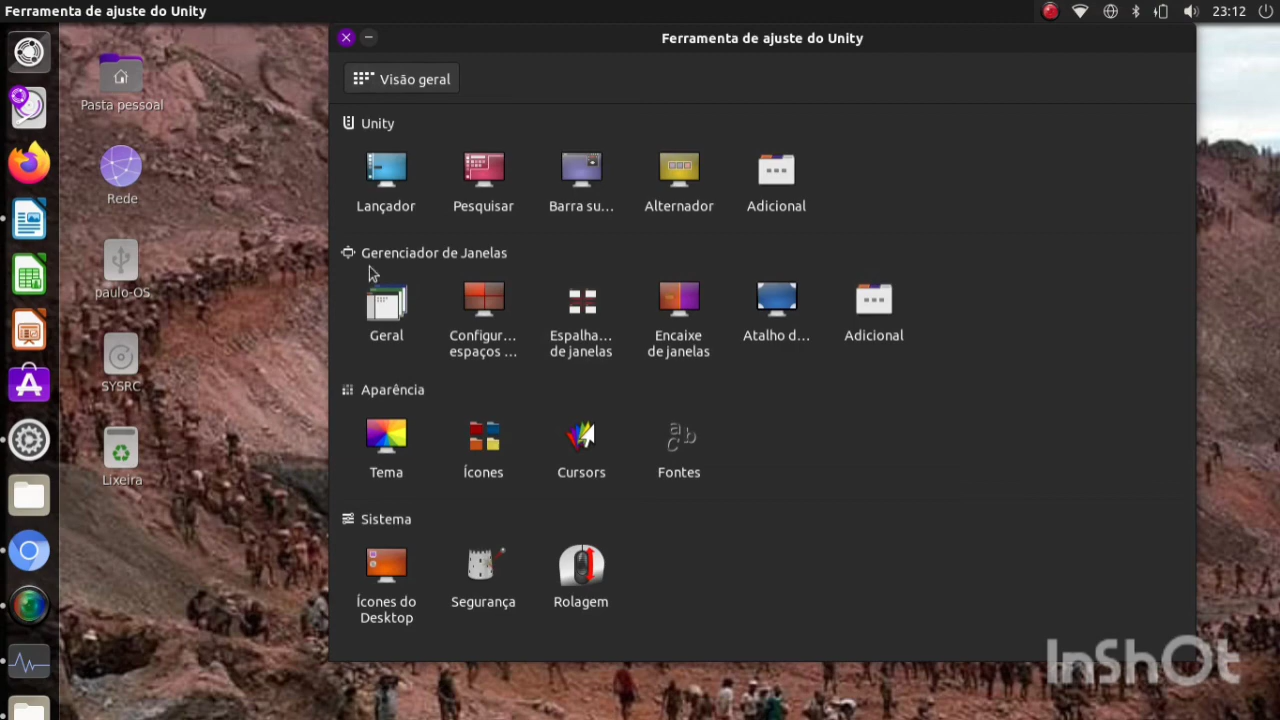 Ferramenta de ajuste do Unity
23:12
Ferramenta de ajuste do Unity
Visão geral
Pasta pessoal
Rede
paulo-OS
SYSRC
Lixeira
Unity
Lançador
Pesquisar
Barra su...
Alternador
Adicional
Gerenciador de Janelas
Geral
Configur...
espaços ...
Espalha...
de janelas
Encaixe
de janelas
Atalho d...
Adicional
Aparência
Tema
Ícones
Cursors
abc
Fontes
Sistema
Ícones do
Desktop
Segurança
Rolagem
InShOt